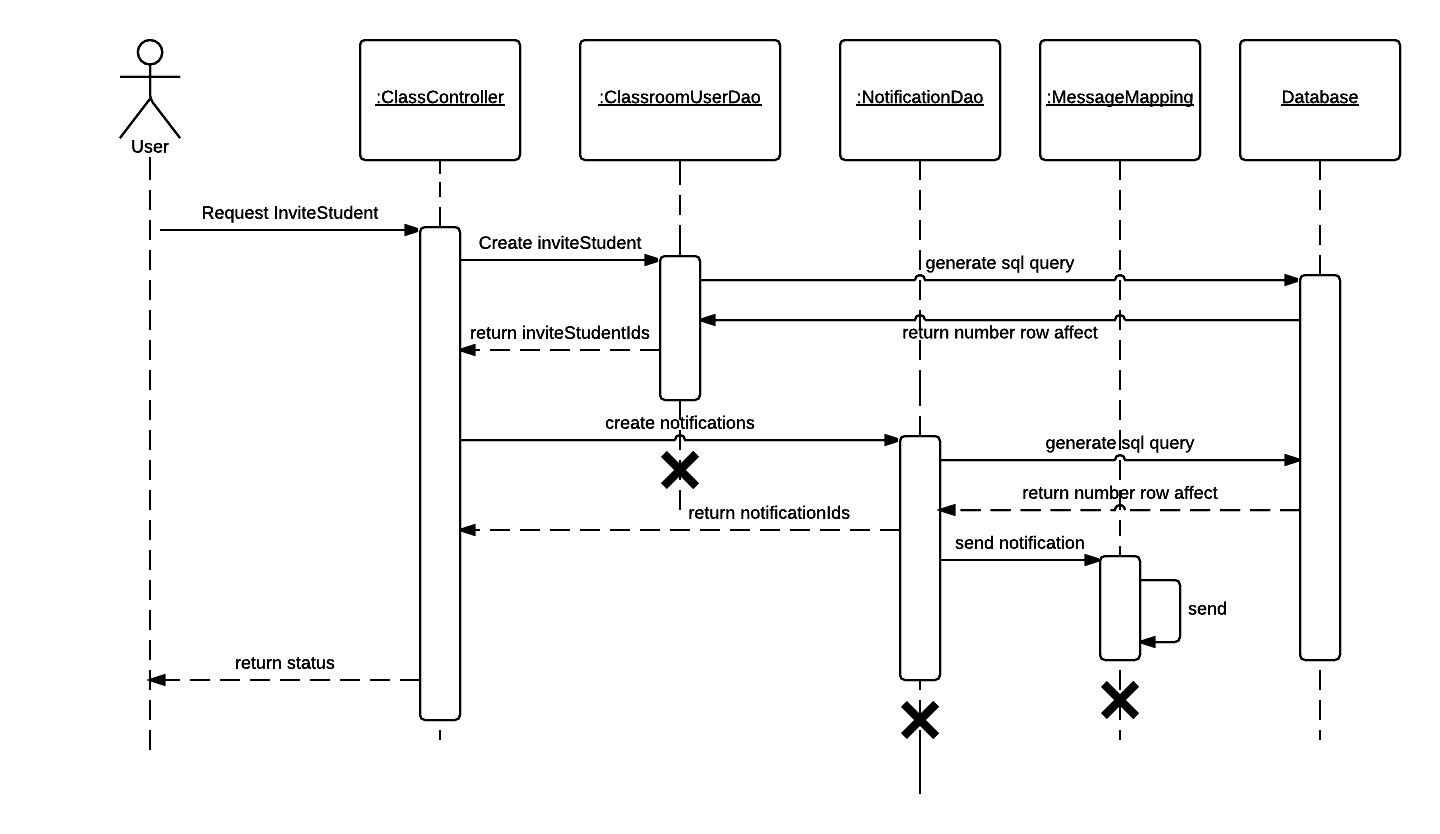 :ClassController
:ClassroomUserDao
:NotificationDao
:MessageMapping
Database
User
Request InviteStudent
Create inviteStudent
generate sql query
return number row affect
return inviteStudentIds
create notifications
generate sql query
return number row affect
return notificationIds
send notification
send
return status